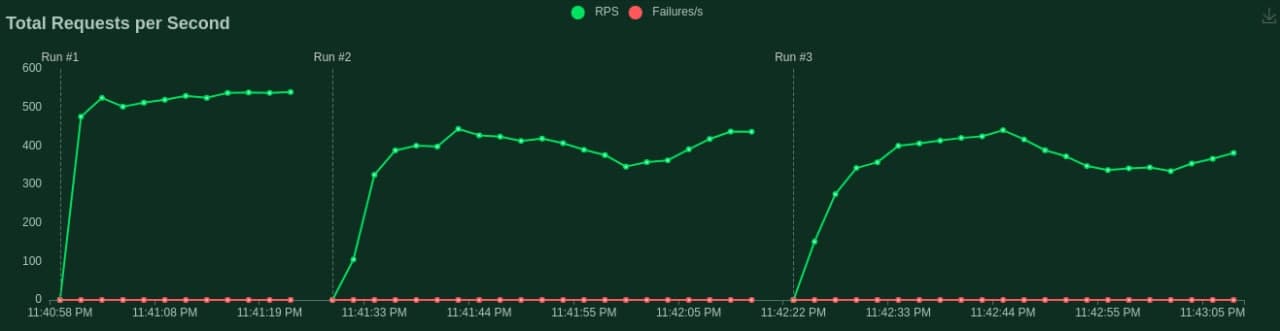 RPS Failures/s
Total Requests per Second
Run #1 Run #2 Run #3
600
500
400
300
200
100
0
11:40:58 PM 11:41:08 PM 11:41:19 PM 11:41:33 PM 11:41:44 PM 11:41:55 PM 11:42:05 PM 11:42:22 PM 11:42:33 PM 11:42:44 PM 11:42:55 PM 11:43:05 PM